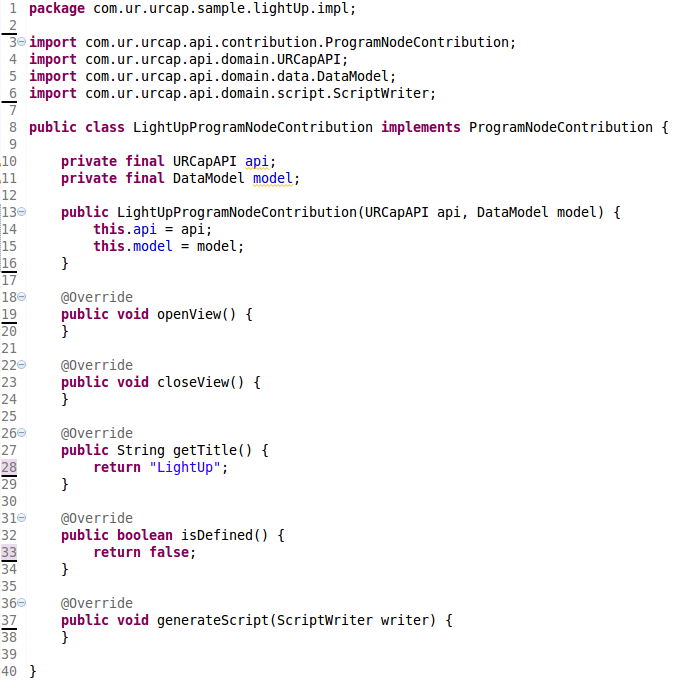 1 package com.ur.urcap.sample.lightUp.impl;
2
3 import com.ur.urcap.api.contribution.ProgramNodeContribution;
4 import com.ur.urcap.api.domain.URCapAPI;
5 import com.ur.urcap.api.domain.data.DataModel;
6 import com.ur.urcap.api.domain.script.ScriptWriter;
7
8 public class LightUpProgramNodeContribution implements ProgramNodeContribution {
9
10     private final URCapAPI api;
11     private final DataModel model;
12
13     public LightUpProgramNodeContribution(URCapAPI api, DataModel model) {
14         this.api = api;
15         this.model = model;
16     }
17
18     @Override
19     public void openView() {
20     }
21
22     @Override
23     public void closeView() {
24     }
25
26     @Override
27     public String getTitle() {
28         return "LightUp";
29     }
30
31     @Override
32     public boolean isDefined() {
33         return false;
34     }
35
36     @Override
37     public void generateScript(ScriptWriter writer) {
38     }
39
40 }